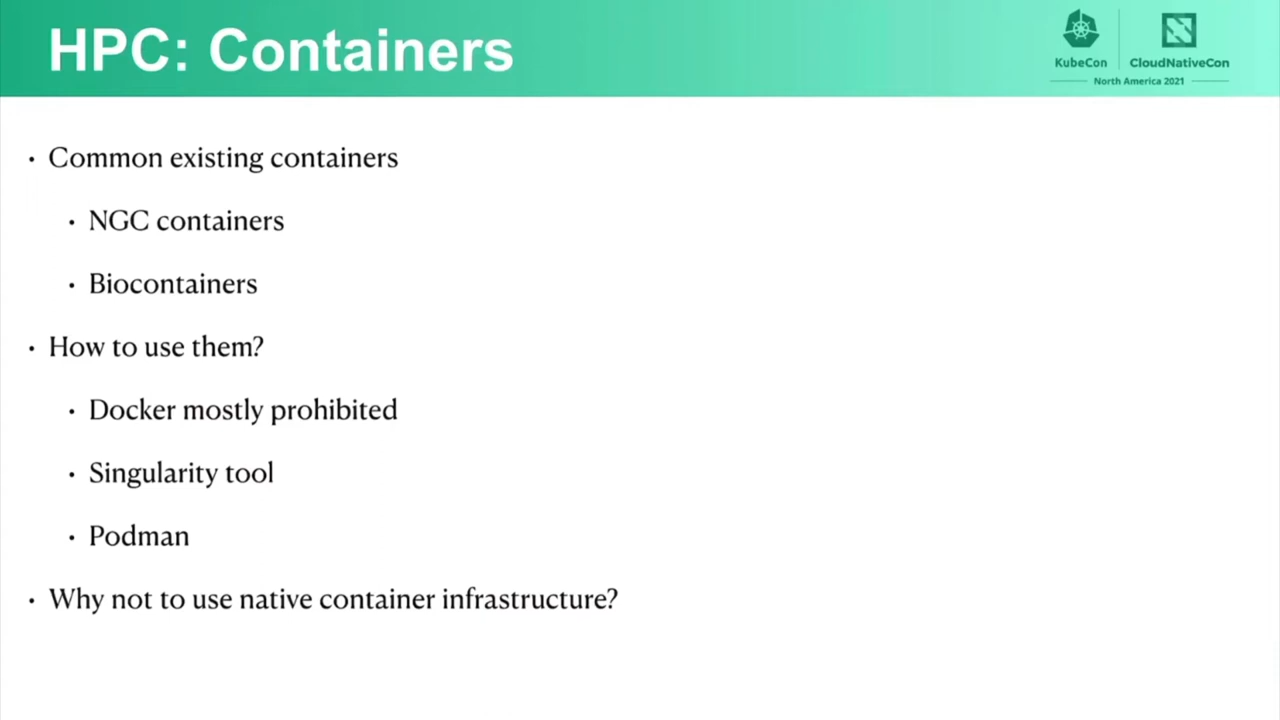 HPC: Containers
KubeCon
CloudNativeCon
North America 2021
• Common existing containers
• NGC containers
• Biocontainers
• How to use them?
• Docker mostly prohibited
• Singularity tool
• Podman
• Why not to use native container infrastructure?